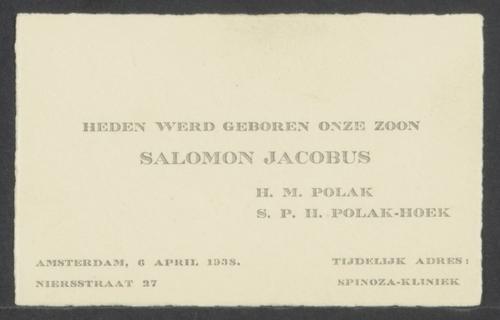 HEDEN WERD GEBOREN ONZE ZOON
SALOMON JACOBUS
H. M. POLAK
S. P. H. POLAK-HOEK
AMSTERDAM, 6 APRIL 1938.
NIERSSTRAAT 27
TIJDELIJK ADRES:
SPINOZA-KLINIEK